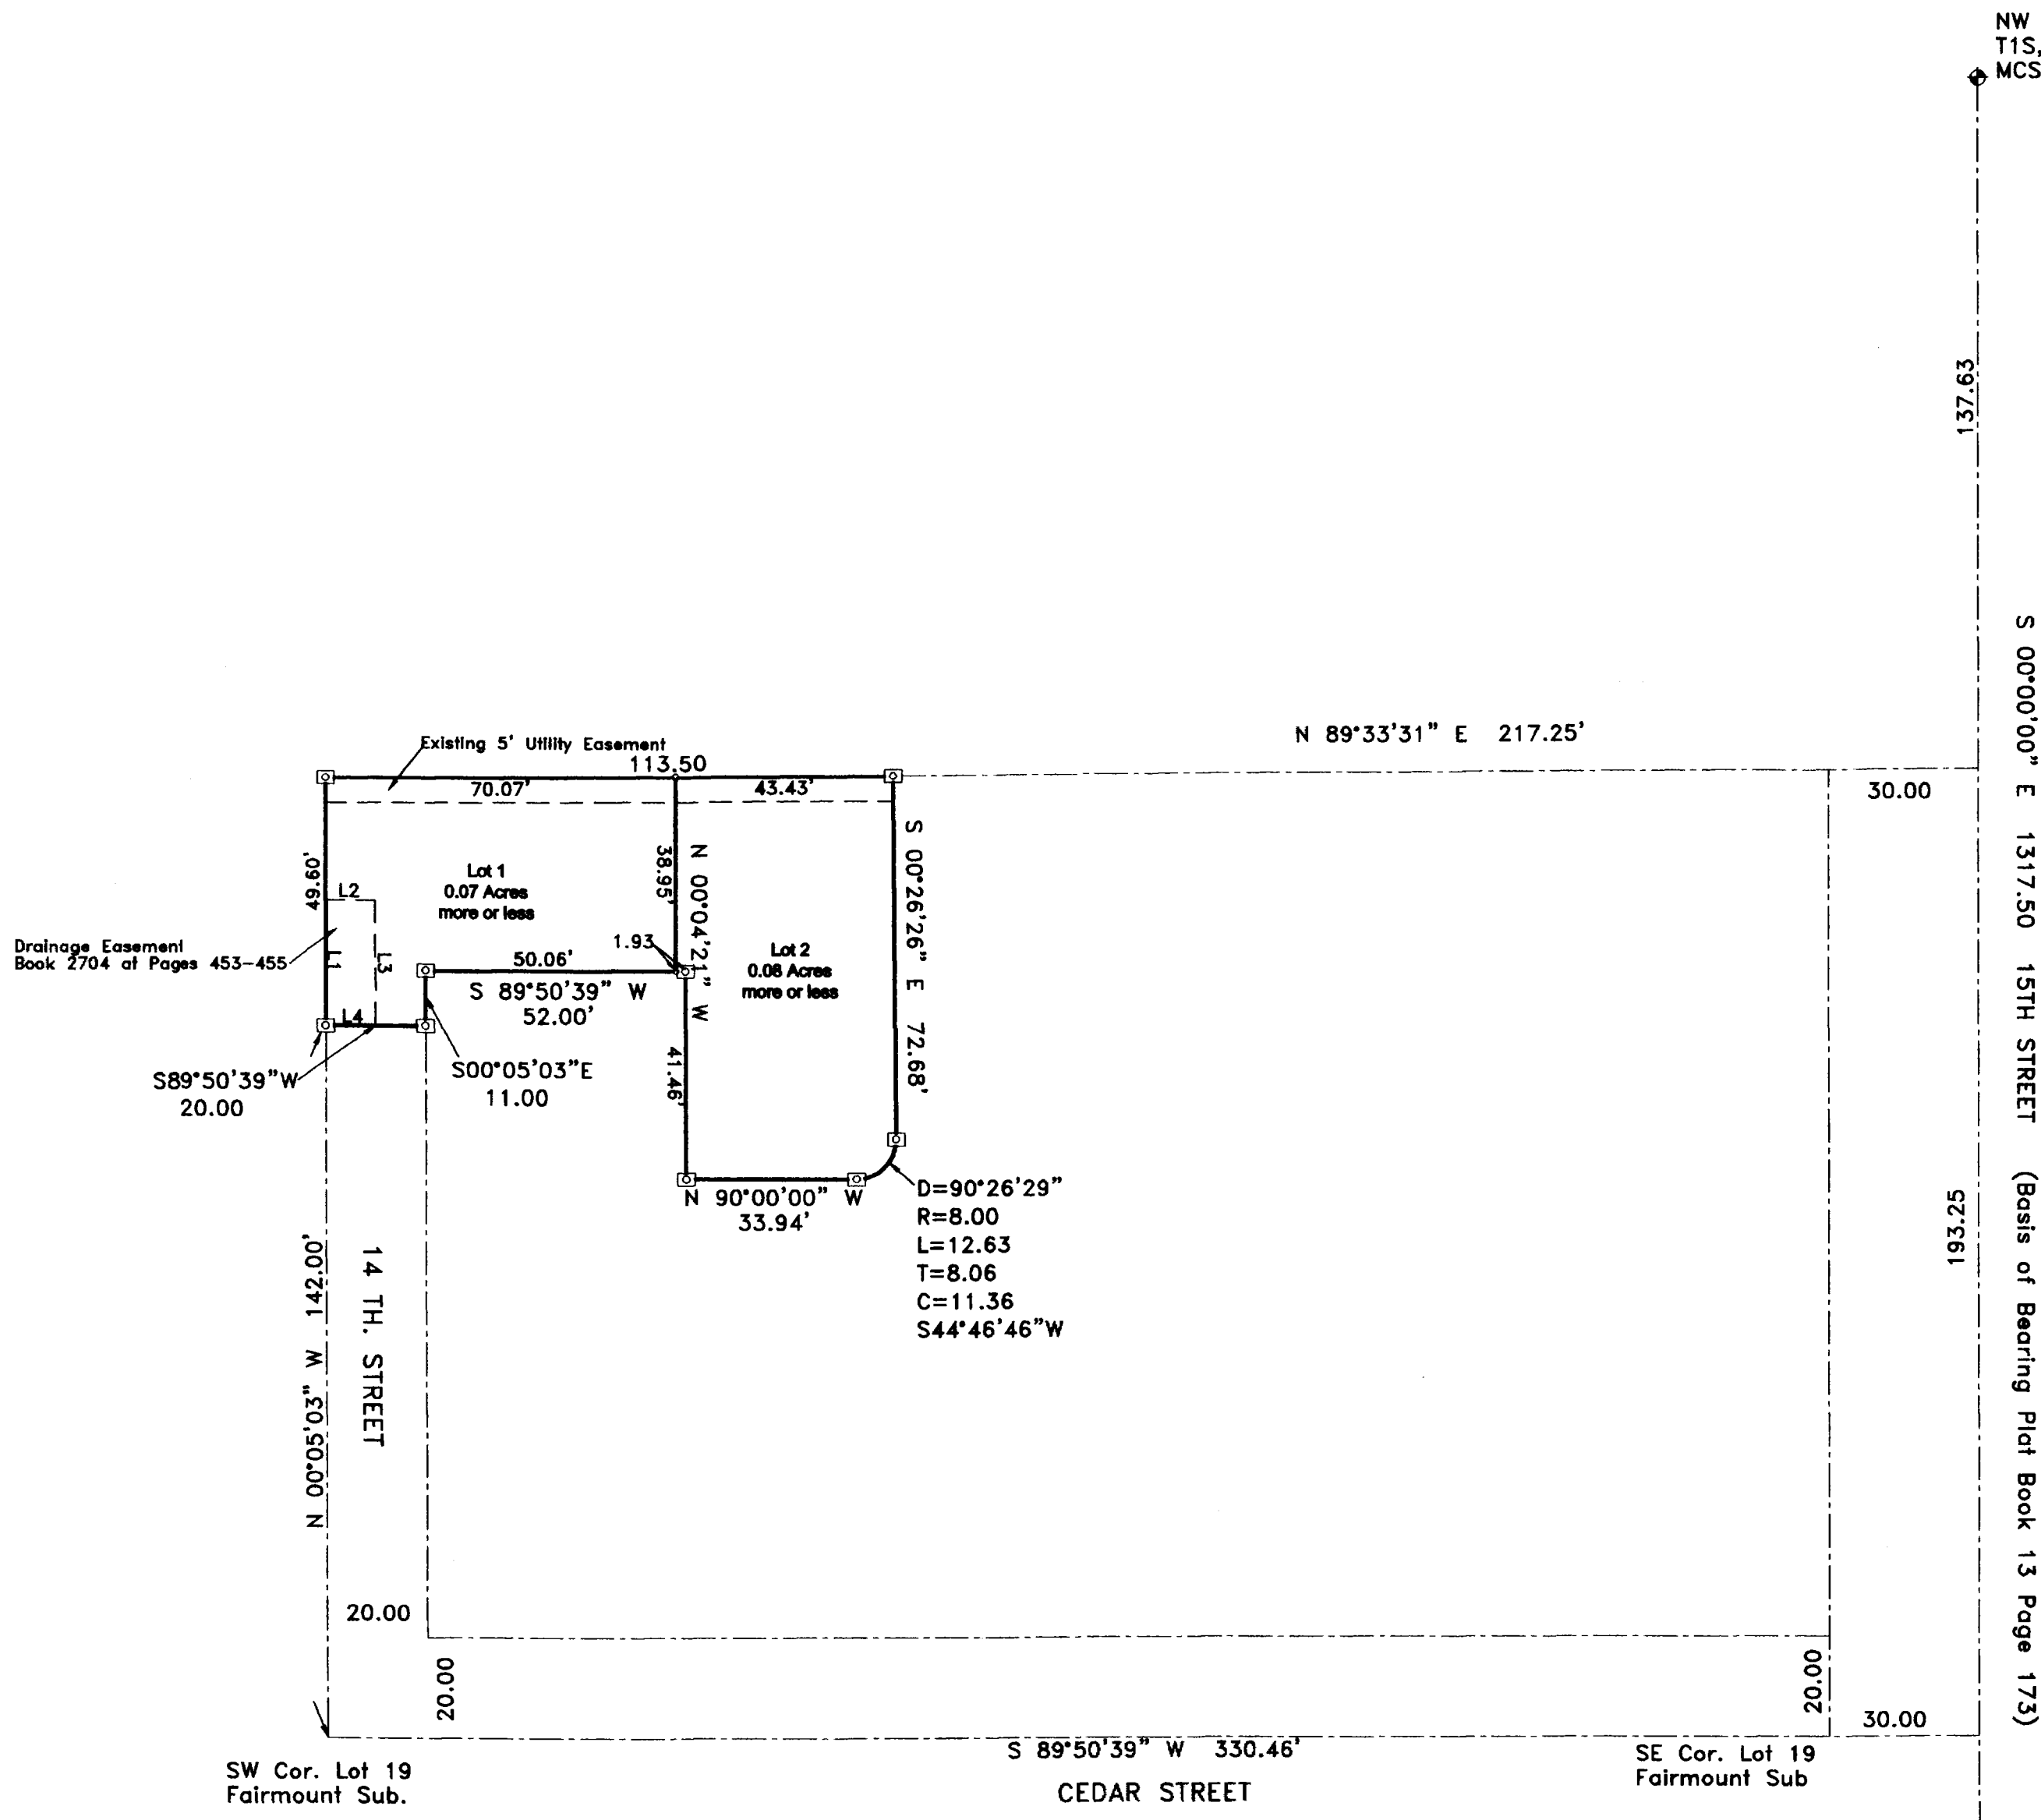 NW
T1S,
MCS
137.63
S 00°00'00" E 1317.50 15TH STREET (Basis of Bearing Plat Book 13 Page 173)
N 89°33'31" E 217.25'
Existing 5' Utility Easement
113.50
70.07'
43.43'
30.00
49.60'
38.95'
N 00°04'21" W
S 00°26'26" E 72.68'
Lot 1
0.07 Acres
more or less
L2
L1
L3
L4
Drainage Easement
Book 2704 at Pages 453-455
1.93
50.06'
S 89°50'39" W
52.00'
Lot 2
0.08 Acres
more or less
S89°50'39"W
20.00
S00°05'03"E
11.00
41.46'
N 90°00'00" W
33.94'
D=90°26'29"
R=8.00
L=12.63
T=8.06
C=11.36
S44°46'46"W
193.25
N 00°05'03" W 142.00'
14 TH. STREET
20.00
20.00
20.00
30.00
S 89°50'39" W 330.46'
CEDAR STREET
SW Cor. Lot 19
Fairmount Sub.
SE Cor. Lot 19
Fairmount Sub